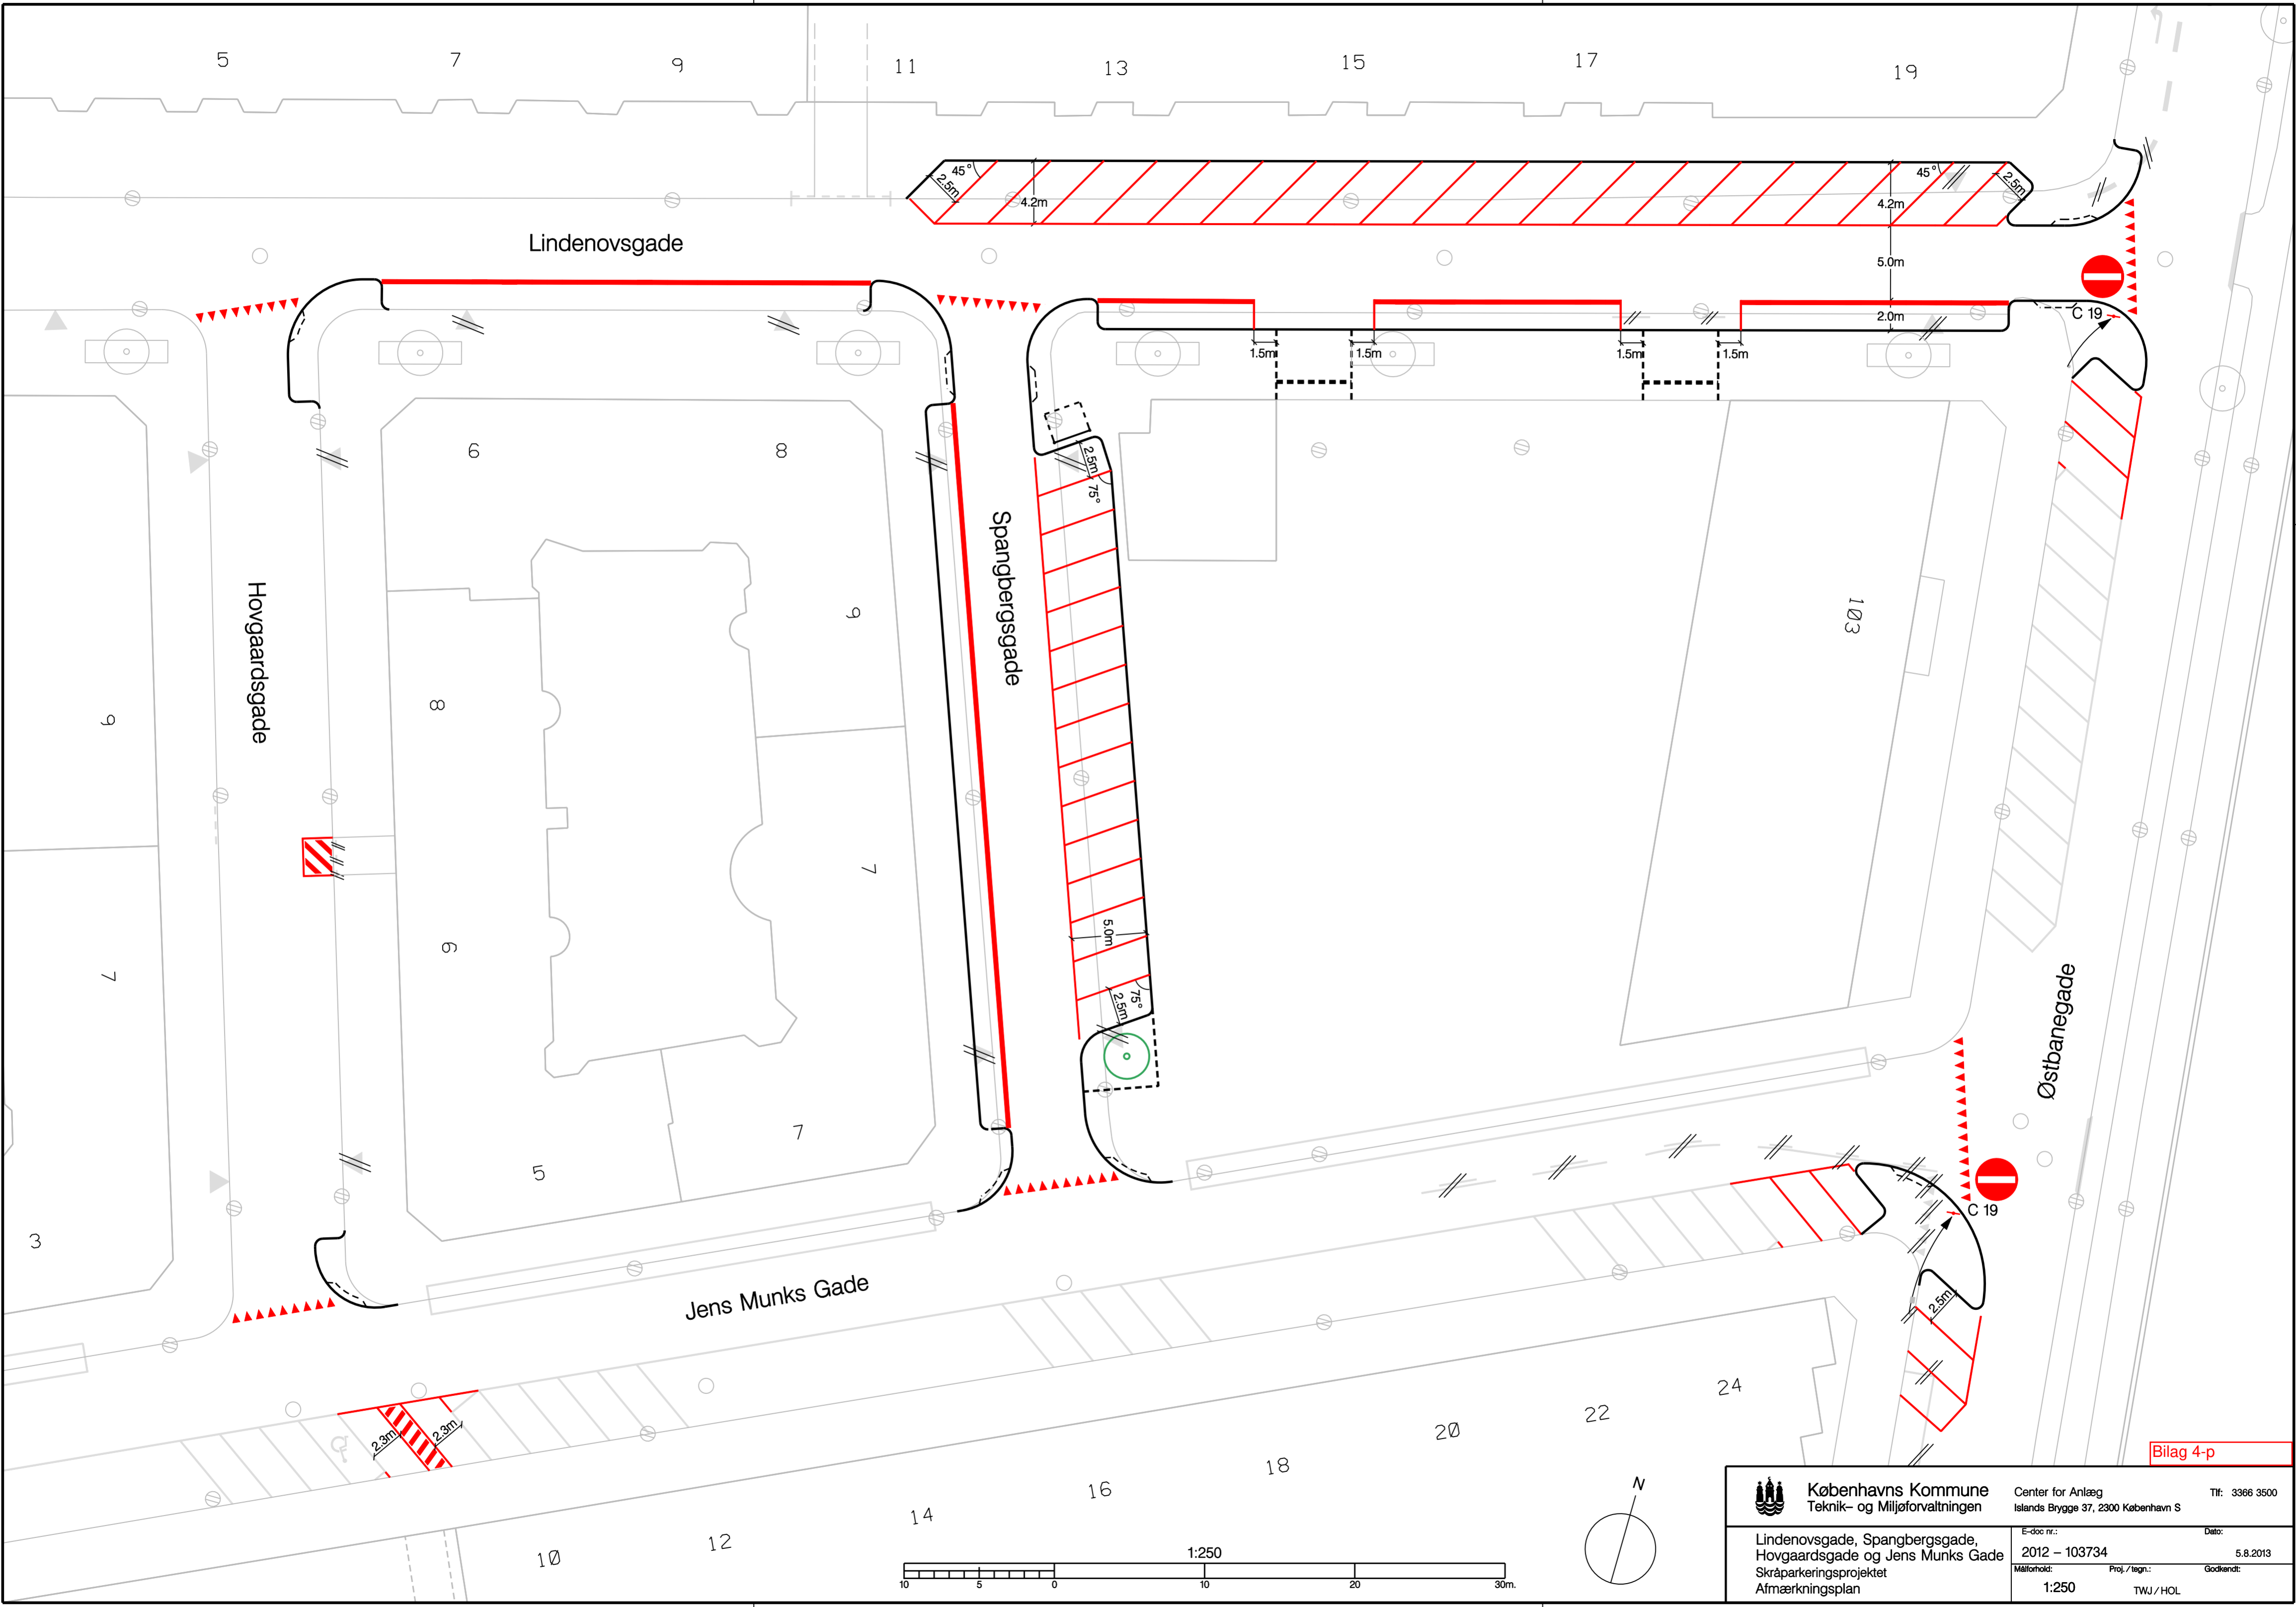 5
7
9
11
13
15
17
19
45°
2.5m
4.2m
45°
2.5m
4.2m
Lindenovsgade
5.0m
C 19
2.0m
1.5m
1.5m
1.5m
1.5m
6
8
2.5m
75°
Spangbergsgade
Hovgaardsgade
9
103
9
8
7
6
7
5.0m
75°
2.5m
Østbanegade
7
5
3
C 19
Jens Munks Gade
2.5m
24
22
20
18
16
14
12
10
2.3m
2.3m
N
1:250
10 5 0 10 20 30m.
Bilag 4-p
Københavns Kommune
Teknik– og Miljøforvaltningen
Center for Anlæg Tlf: 3366 3500
Islands Brygge 37, 2300 København S
Lindenovsgade, Spangbergsgade,
Hovgaardsgade og Jens Munks Gade
Skråparkeringsprojektet
Afmærkningsplan
E–doc nr.: Dato:
2012 – 103734 5.8.2013
Målforhold: Proj./tegn.: Godkendt:
1:250 TWJ/HOL